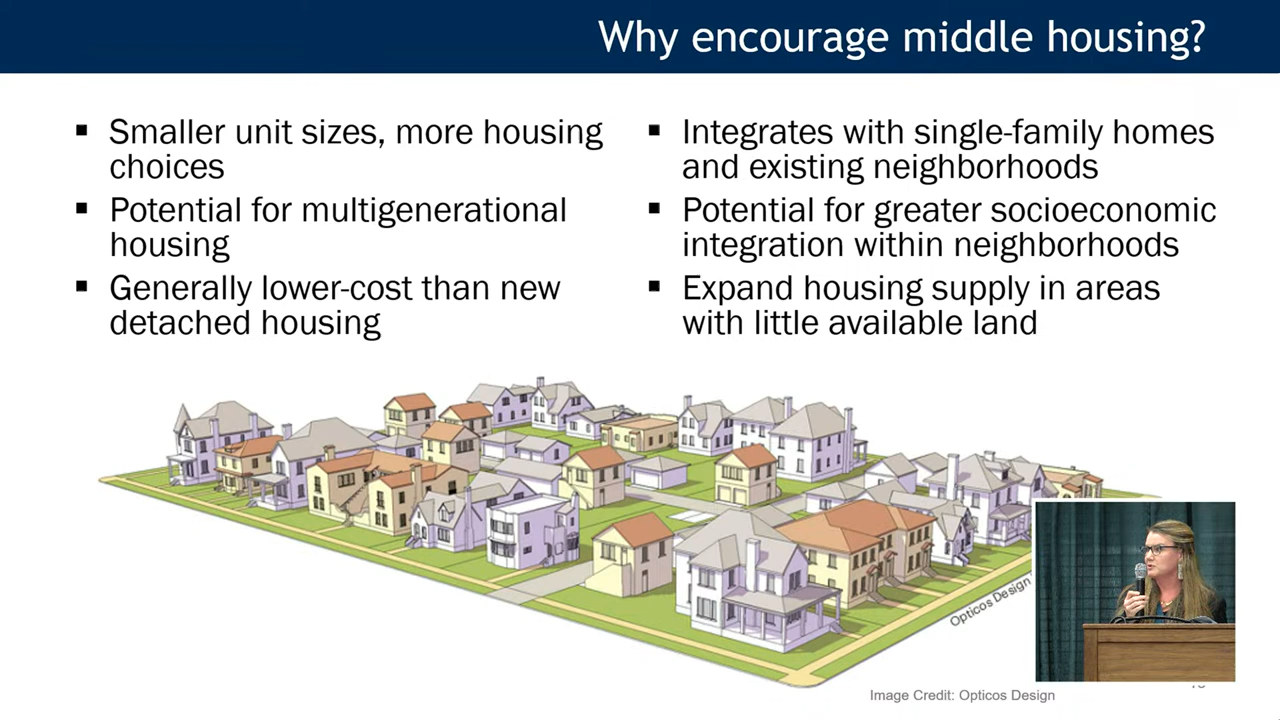 Why encourage middle housing?
▪ Smaller unit sizes, more housing
choices
▪ Potential for multigenerational
housing
▪ Generally lower-cost than new
detached housing
▪ Integrates with single-family homes
and existing neighborhoods
▪ Potential for greater socioeconomic
integration within neighborhoods
▪ Expand housing supply in areas
with little available land
Opticos Design
Image Credit: Opticos Design